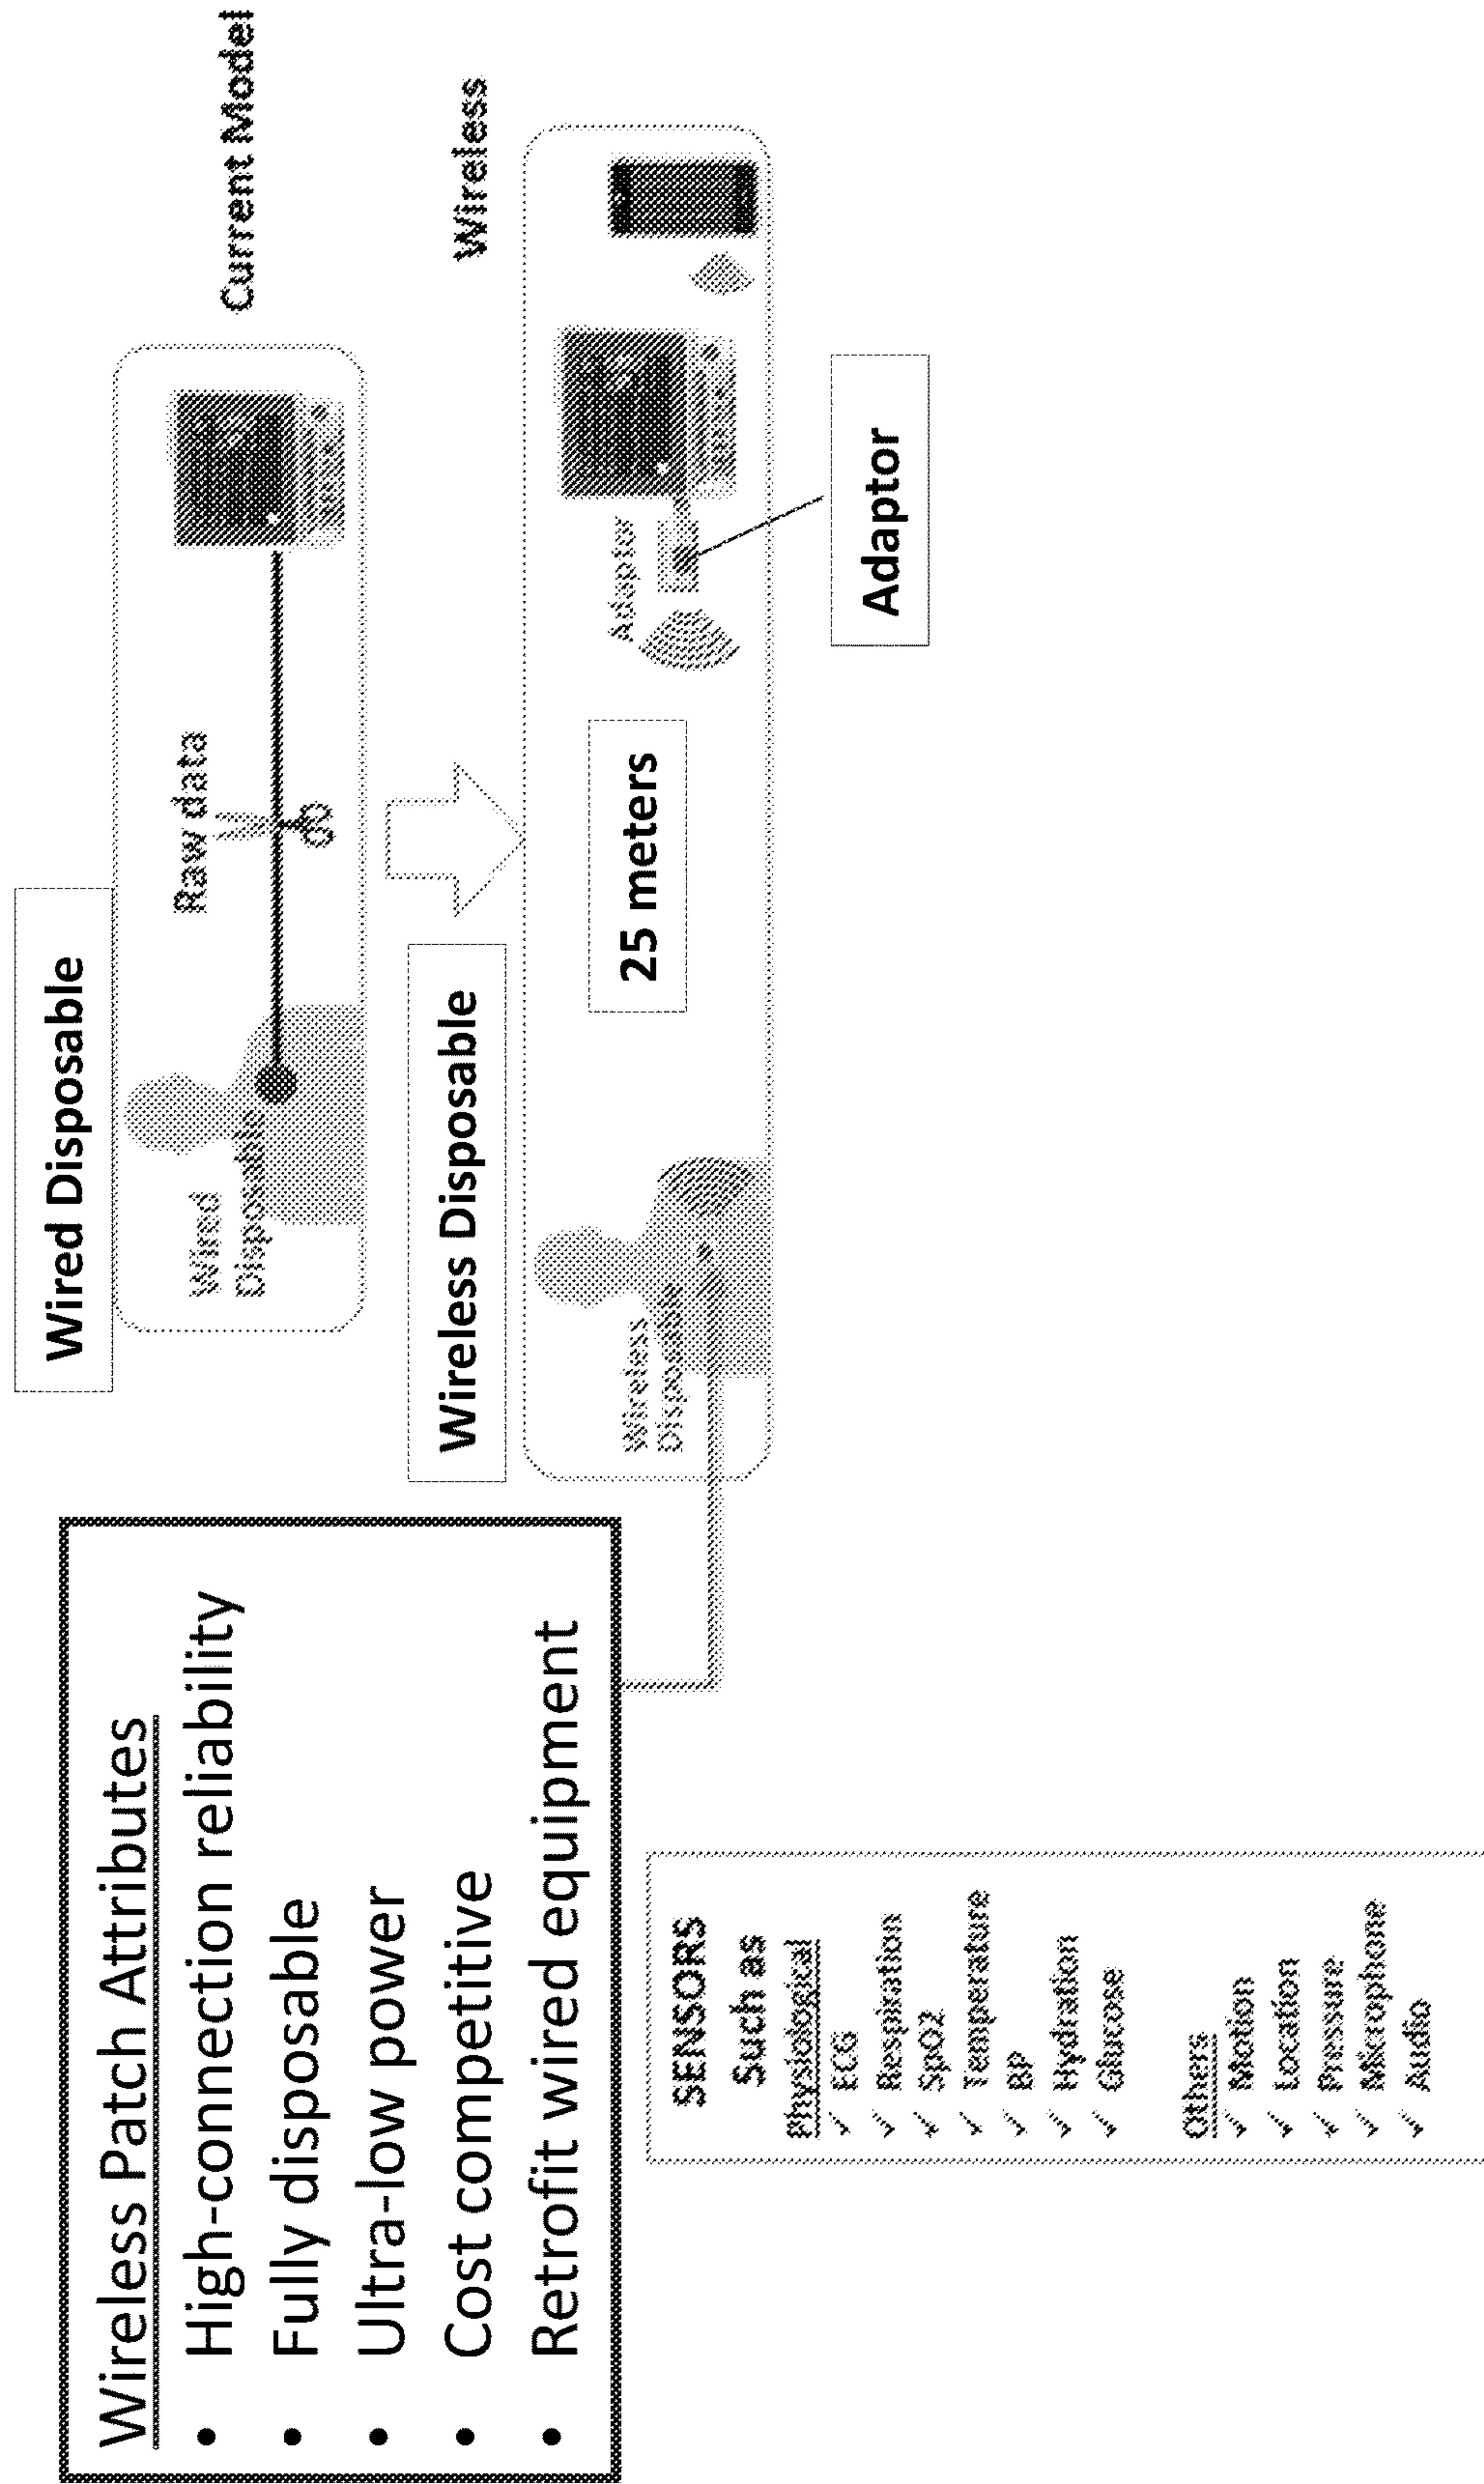 Wireless Patch Attributes
• High-connection reliability
• Fully disposable
• Ultra-low power
• Cost competitive
• Retrofit wired equipment
SENSORS
Such as
Physiological
✓ ECG
✓ Respiration
✓ SpO2
✓ Temperature
✓ BP
✓ Hydration
✓ Glucose
Others
✓ Motion
✓ Location
✓ Pressure
✓ Microphone
✓ Audio
Wired Disposable
Wired
Disposable
Raw data
Current Model
Wireless Disposable
Wireless
Disposable
25 meters
Adaptor
Adaptor
Wireless